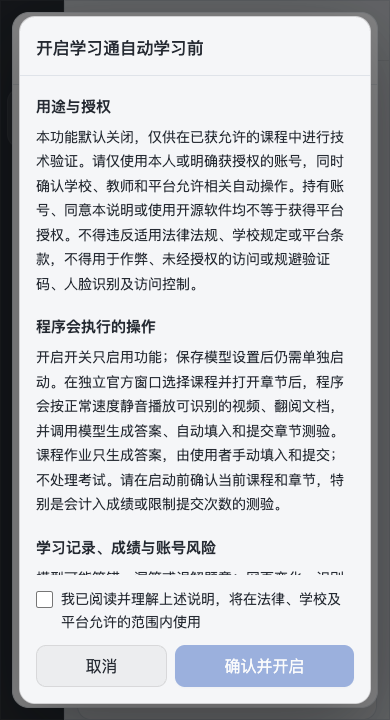 开启学习通自动学习前
用途与授权
本功能默认关闭，仅供在已获允许的课程中进行技
术验证。请仅使用本人或明确获授权的账号，同时
确认学校、教师和平台允许相关自动操作。持有账
号、同意本说明或使用开源软件均不等于获得平台
授权。不得违反适用法律法规、学校规定或平台条
款，不得用于作弊、未经授权的访问或规避验证
码、人脸识别及访问控制。
程序会执行的操作
开启开关只启用功能；保存模型设置后仍需单独启
动。在独立官方窗口选择课程并打开章节后，程序
会按正常速度静音播放可识别的视频、翻阅文档，
并调用模型生成答案、自动填入和提交章节测验。
课程作业只生成答案，由使用者手动填入和提交；
不处理考试。请在启动前确认当前课程和章节，特
别是会计入成绩或限制提交次数的测验。
学习记录、成绩与账号风险
我已阅读并理解上述说明，将在法律、学校及
平台允许的范围内使用
取消
确认并开启